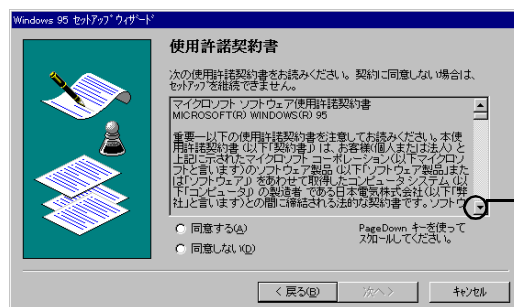 Windows 95 セットアップ ウィザード
使用許諾契約書
次の使用許諾契約書をお読みください。契約に同意しない場合は、
セットアップを継続できません。
マイクロソフト ソフトウェア使用許諾契約書
MICROSOFT(R) WINDOWS(R) 95
重要―以下の使用許諾契約書を注意してお読みください。本使
用許諾契約書（以下「契約書」）は、お客様（個人または法人）と
上記に示されたマイクロソフト コーポレーション（以下マイクロソ
フトと言います）のソフトウェア製品（以下「ソフトウェア製品」また
は「ソフトウェア」）をあわせて取得したコンピュータ システム（以
下「コンピュータ」）の製造者である日本電気株式会社（以下「弊
社」と言います）との間に締結される法的な契約書です。ソフトウ
同意する(A)
同意しない(D)
PageDown キーを使って
スクロールしてください。
< 戻る(B)
次へ >
キャンセル